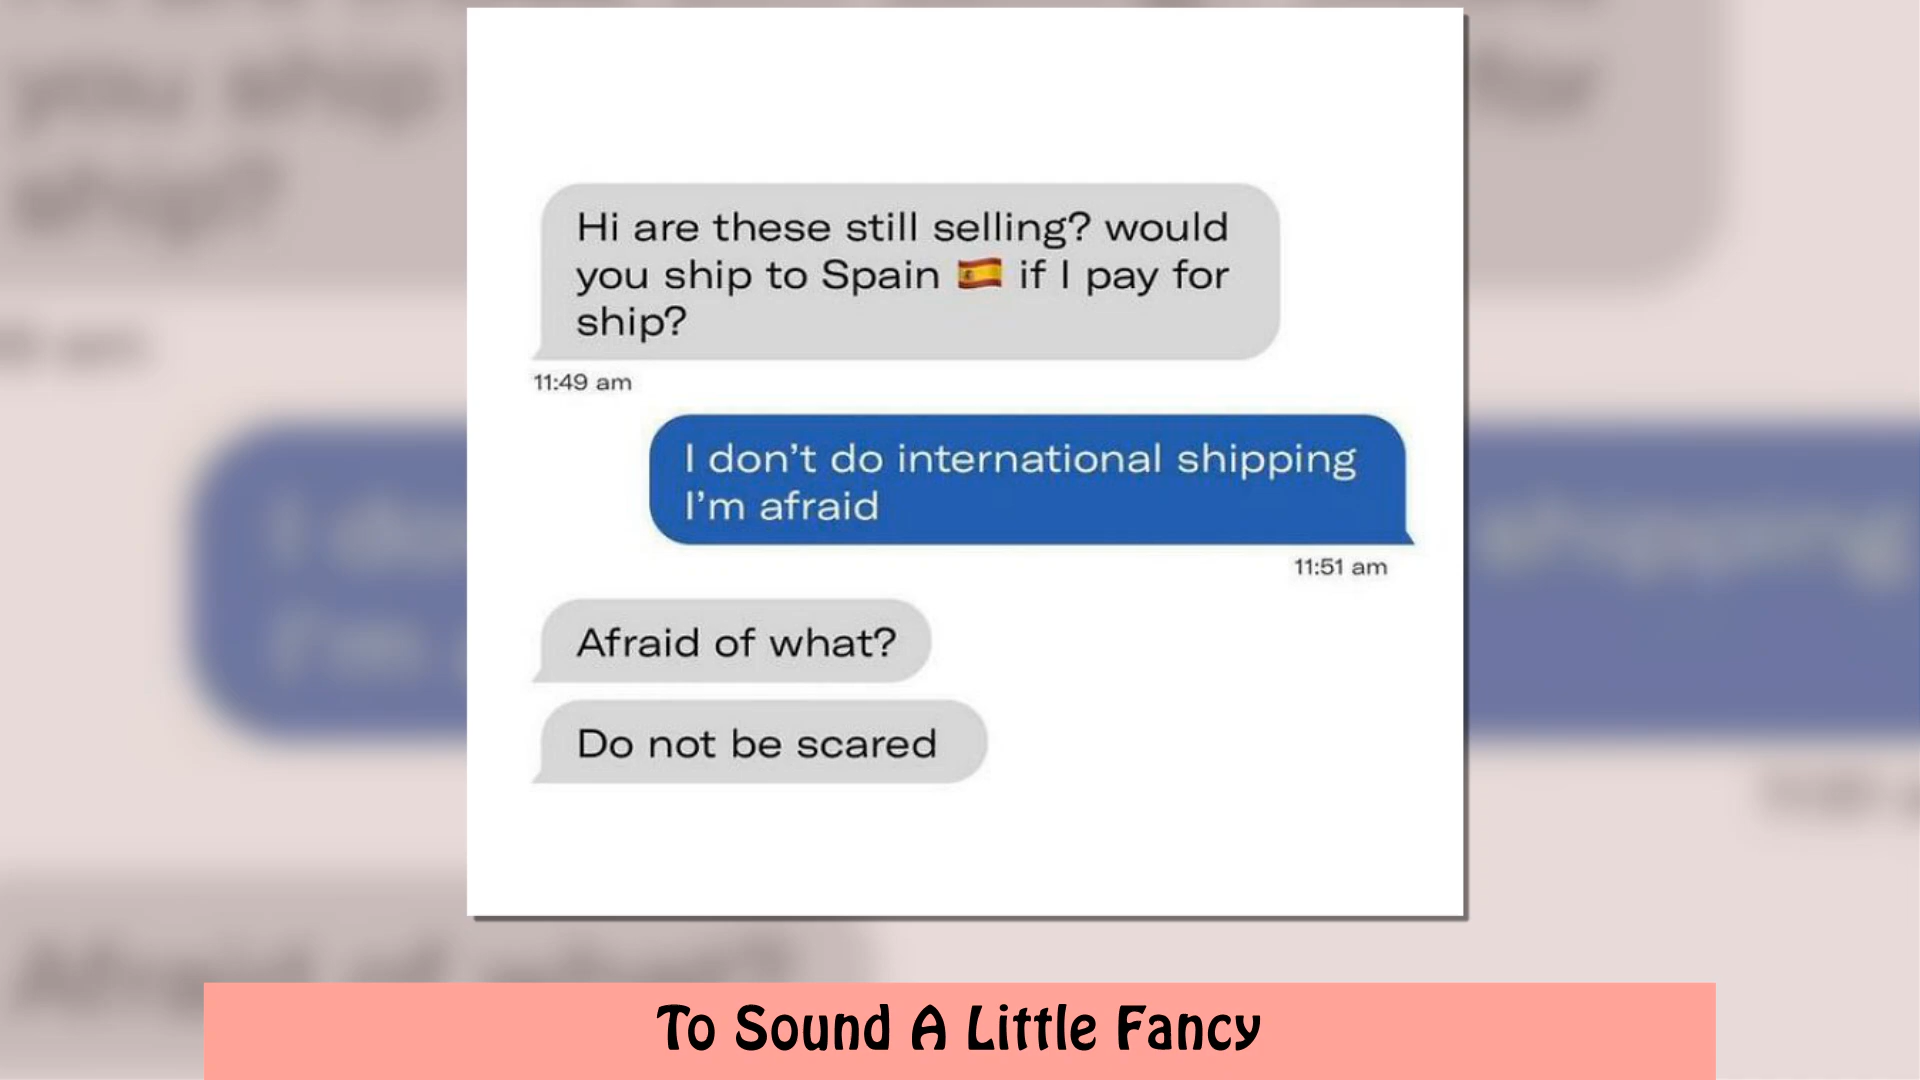 Hi are these still selling? would
you ship to Spain 🇪🇸 if I pay for
ship?
11:49 am
I don’t do international shipping
I’m afraid
11:51 am
Afraid of what?
Do not be scared
To Sound A Little Fancy